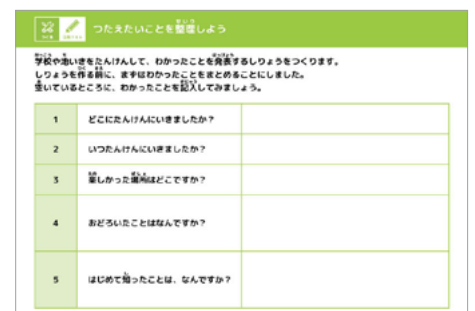 つたえたいことを整理しよう
学校や地いきをたんけんして、わかったことを発表するしりょうをつくります。
しりょうを作る前に、まずはわかったことをまとめることにしました。
空いているところに、わかったことを記入してみましょう。
1 どこにたんけんにいきましたか？
2 いつたんけんにいきましたか？
3 楽しかった場所はどこですか？
4 おどろいたことはなんですか？
5 はじめて知ったことは、なんですか？